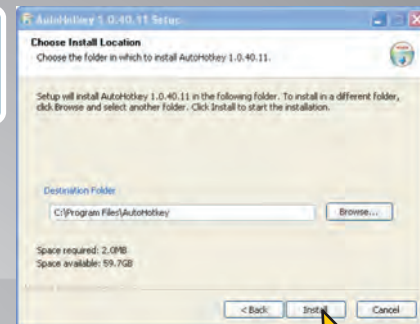 AutoHotkey 1.0.40.11 Setup
Choose Install Location
Choose the folder in which to install AutoHotkey 1.0.40.11.
Setup will install AutoHotkey 1.0.40.11 in the following folder. To install in a different folder,
click Browse and select another folder. Click Install to start the installation.
Destination Folder
C:\Program Files\AutoHotkey
Browse...
Space required: 2.0MB
Space available: 59.7GB
< Back Install Cancel